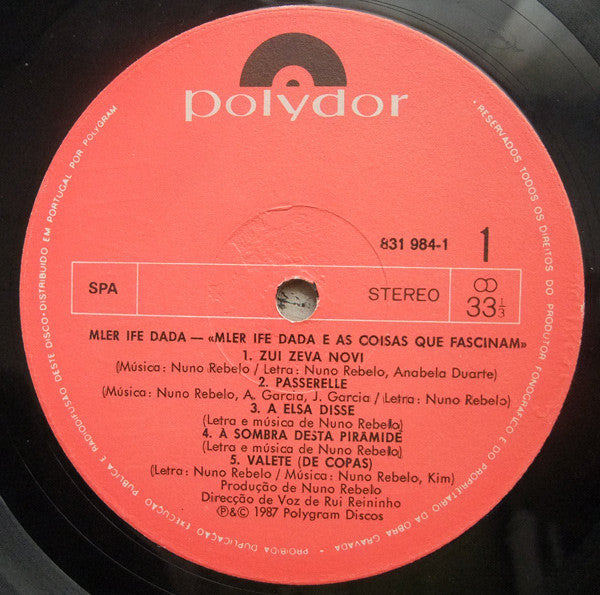 polydor
831 984-1
1
SPA
STEREO
33 1/3
MLER IFE DADA — «MLER IFE DADA E AS COISAS QUE FASCINAM»
1. ZUI ZEVA NOVI
(Música: Nuno Rebelo / Letra: Nuno Rebelo, Anabela Duarte)
2. PASSERELLE
(Música: Nuno Rebelo, A. Garcia, J. Garcia / Letra: Nuno Rebelo)
3. A ELSA DISSE
(Letra e música de Nuno Rebello)
4. À SOMBRA DESTA PIRÂMIDE
(Letra e música de Nuno Rebello)
5. VALETE (DE COPAS)
(Letra: Nuno Rebelo / Música: Nuno Rebelo, Kim)
Produção de Nuno Rebelo
Direcção de Voz de Rui Reininho
℗&© 1987 Polygram Discos
• RESERVADOS TODOS OS DIREITOS DO PRODUTOR FONOGRÁFICO E DO PROPRIETÁRIO DA OBRA GRAVADA • PROIBIDA DUPLICAÇÃO EXECUÇÃO PÚBLICA E RADIODIFUSÃO DESTE DISCO-DISTRIBUIDO EM PORTUGAL POR POLYGRAM